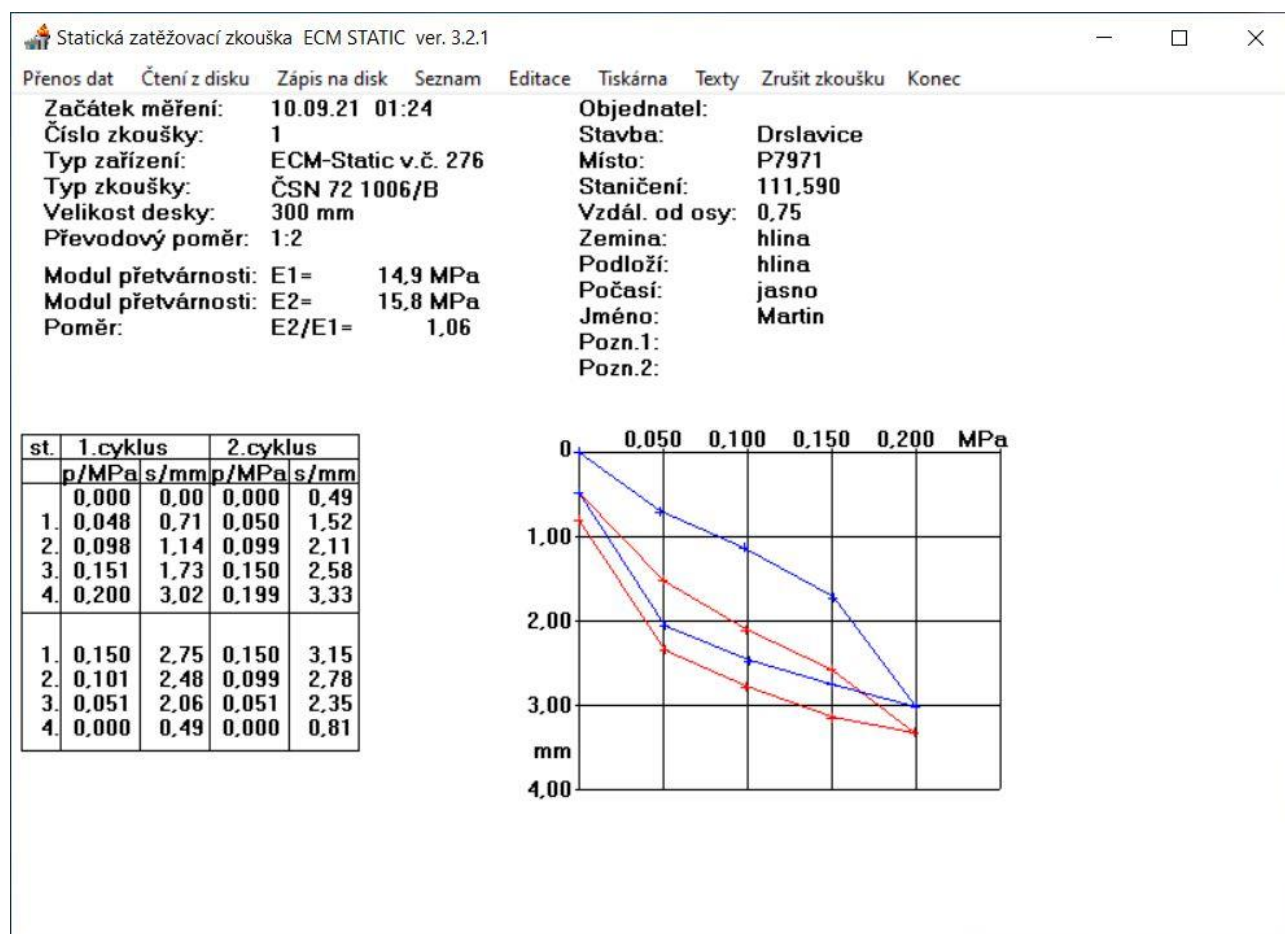 Statická zatěžovací zkouška ECM STATIC ver. 3.2.1
Přenos dat Čtení z disku Zápis na disk Seznam Editace Tiskárna Texty Zrušit zkoušku Konec
Začátek měření: 10.09.21 01:24
Číslo zkoušky: 1
Typ zařízení: ECM-Static v.č. 276
Typ zkoušky: ČSN 72 1006/B
Velikost desky: 300 mm
Převodový poměr: 1:2
Modul přetvárnosti: E1= 14,9 MPa
Modul přetvárnosti: E2= 15,8 MPa
Poměr: E2/E1= 1,06
Objednatel:
Stavba: Drslavice
Místo: P7971
Staničení: 111,590
Vzdál. od osy: 0,75
Zemina: hlina
Podloží: hlina
Počasí: jasno
Jméno: Martin
Pozn.1:
Pozn.2:
st. 1.cyklus 2.cyklus
p/MPa s/mm p/MPa s/mm
0,000 0,00 0,000 0,49
1. 0,048 0,71 0,050 1,52
2. 0,098 1,14 0,099 2,11
3. 0,151 1,73 0,150 2,58
4. 0,200 3,02 0,199 3,33
1. 0,150 2,75 0,150 3,15
2. 0,101 2,48 0,099 2,78
3. 0,051 2,06 0,051 2,35
4. 0,000 0,49 0,000 0,81
0 0,050 0,100 0,150 0,200 MPa
1,00
2,00
3,00
mm
4,00